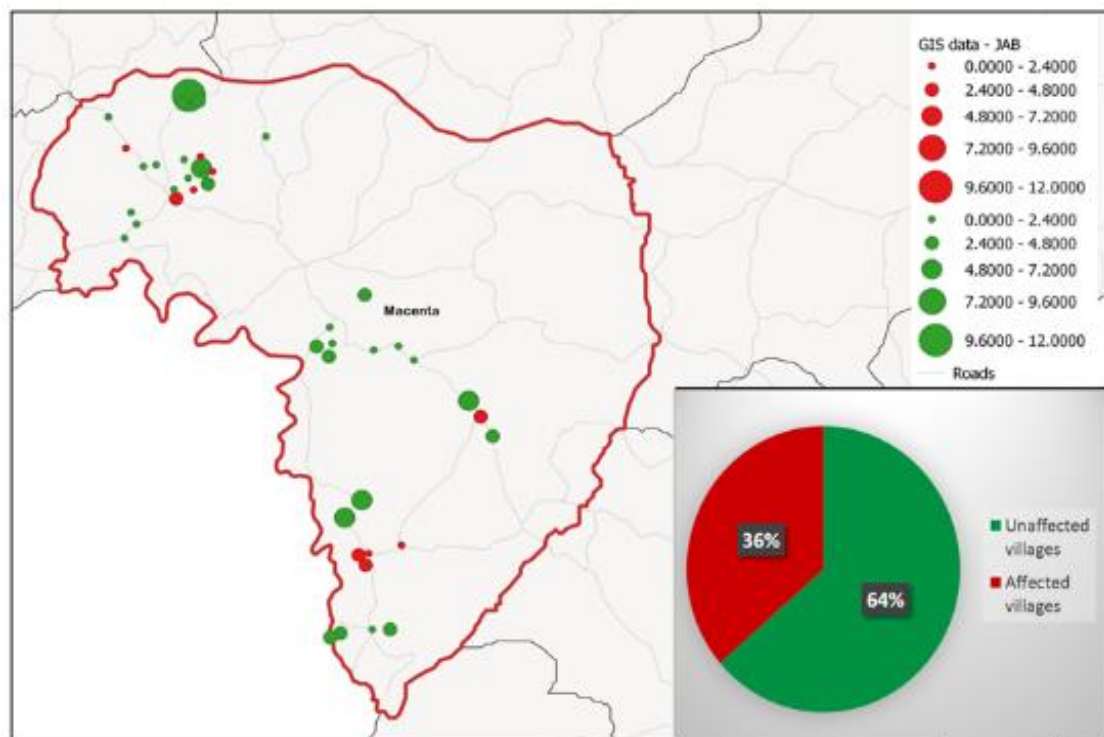 GIS data - JAB
0.0000 - 2.4000
2.4000 - 4.8000
4.8000 - 7.2000
7.2000 - 9.6000
9.6000 - 12.0000
0.0000 - 2.4000
2.4000 - 4.8000
4.8000 - 7.2000
7.2000 - 9.6000
9.6000 - 12.0000
Roads
Macenta
36%
64%
Unaffected
villages
Affected
villages